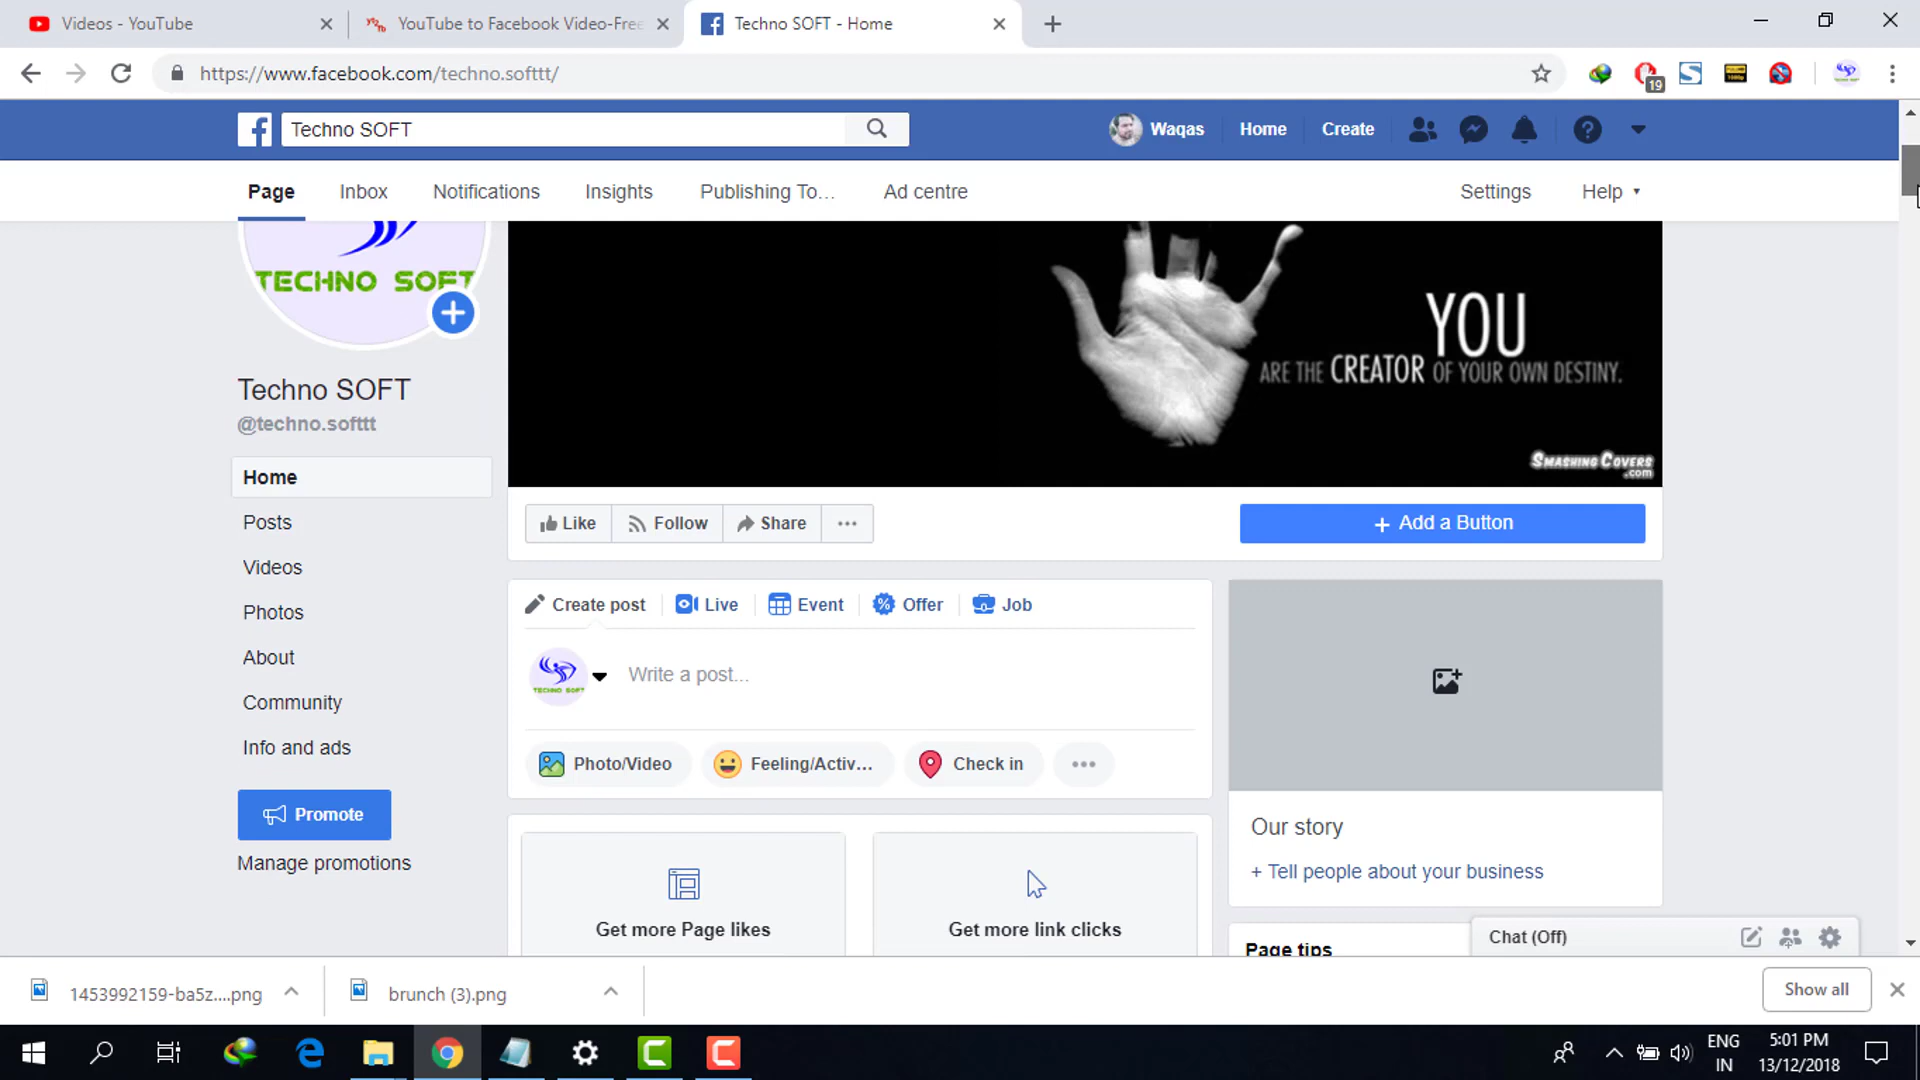 Videos - YouTube
YouTube to Facebook Video-Free
Techno SOFT - Home
https://www.facebook.com/techno.softtt/
19
Techno SOFT
Waqas
Home
Create
Page
Inbox
Notifications
Insights
Publishing To...
Ad centre
Settings
Help
TECHNO SOFT
YOU
ARE THE CREATOR OF YOUR OWN DESTINY.
SMASHING COVERS
.com
Techno SOFT
@techno.softtt
Home
Posts
Videos
Photos
About
Community
Info and ads
Promote
Manage promotions
Like
Follow
Share
+ Add a Button
Create post
Live
Event
Offer
Job
TECHNO SOFT
Write a post...
Photo/Video
Feeling/Activ...
Check in
Get more Page likes
Get more link clicks
Our story
+ Tell people about your business
Page tips
Chat (Off)
1453992159-ba5z....png
brunch (3).png
Show all
ENG
IN
5:01 PM
13/12/2018